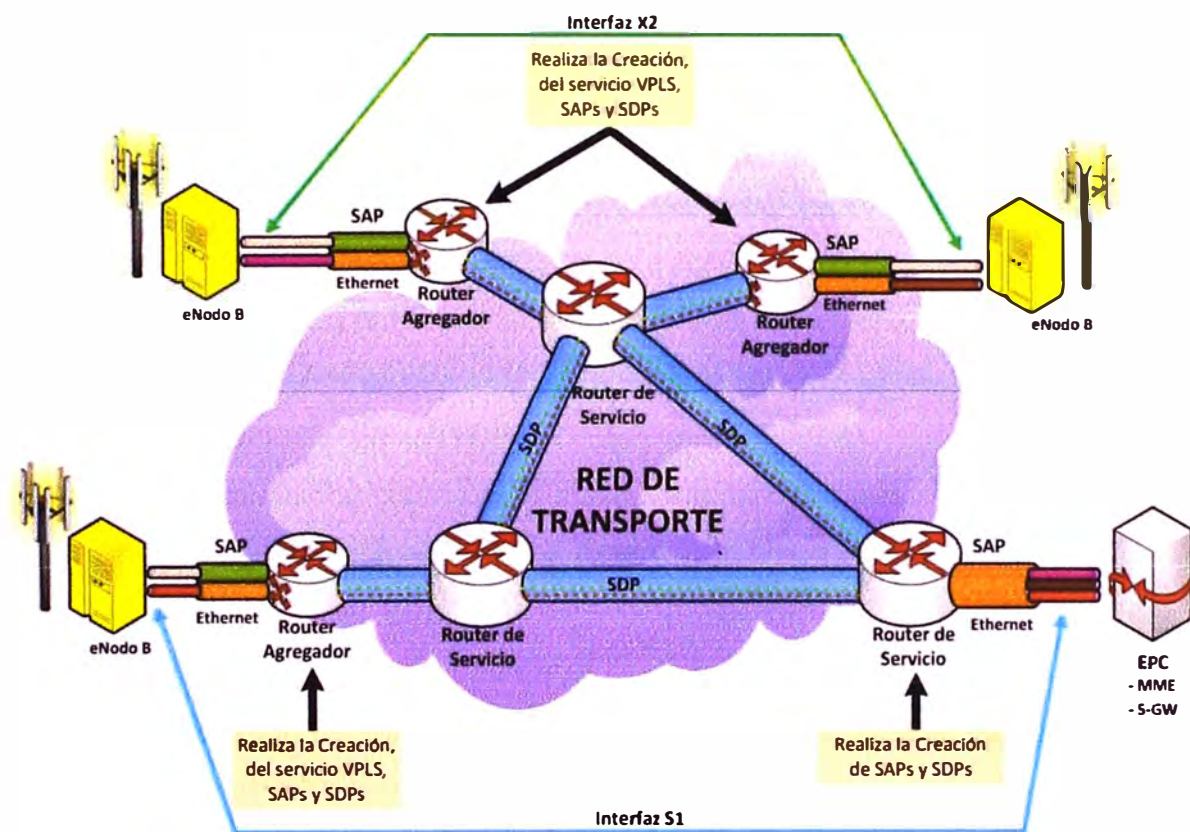 Interfaz X2
Realiza la Creación,
del servicio VPLS,
SAPs y SDPs
SAP
Ethernet
eNodo B
Router
Agregador
SAP
Ethernet
Router
Agregador
eNodo B
Router de
Servicio
SDP
SDP
RED DE
TRANSPORTE
SAP
Ethernet
eNodo B
Router
Agregador
Router de
Servicio
SDP
SAP
Ethernet
Router de
Servicio
EPC
- MME
- S-GW
Realiza la Creación,
del servicio VPLS,
SAPs y SDPs
Realiza la Creación
de SAPs y SDPs
Interfaz S1